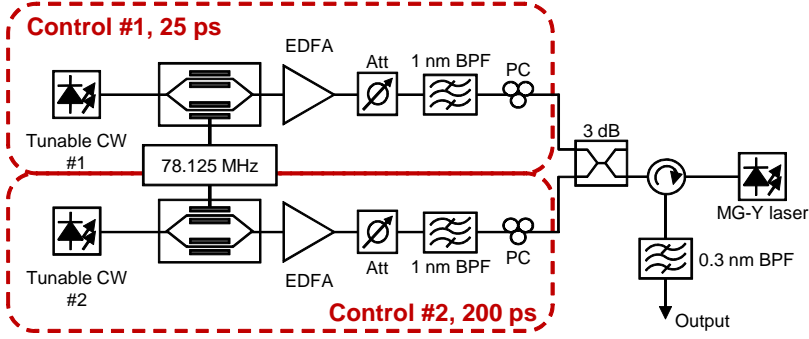 Control #1, 25 ps
EDFA
Att
1 nm BPF
PC
Tunable CW
#1
78.125 MHz
3 dB
MG-Y laser
Tunable CW
#2
EDFA
Att
1 nm BPF
PC
0.3 nm BPF
Control #2, 200 ps
Output